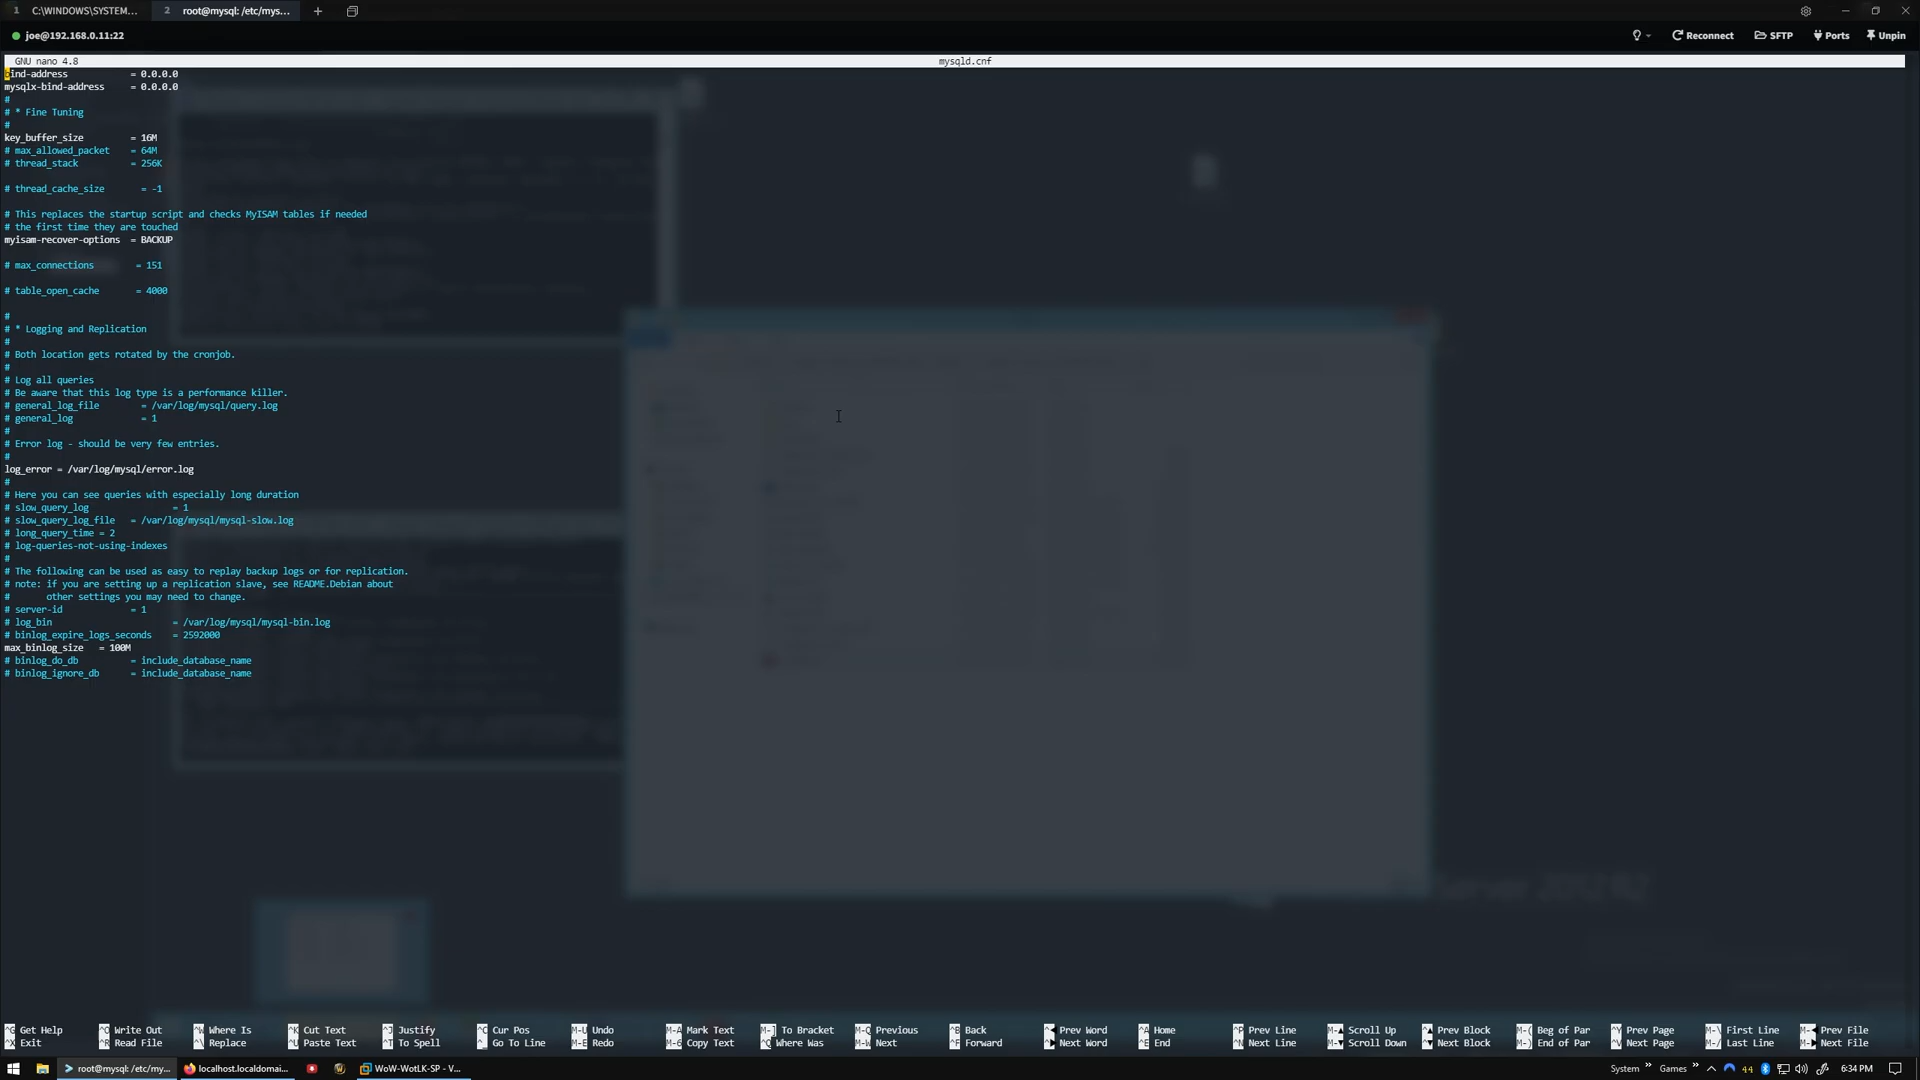 1 C:\WINDOWS\SYSTEM...
2 root@mysql: /etc/mys...
joe@192.168.0.11:22
Reconnect
SFTP
Ports
Unpin
GNU nano 4.8
mysqld.cnf
bind-address = 0.0.0.0
mysqlx-bind-address = 0.0.0.0
#
# * Fine Tuning
#
key_buffer_size = 16M
# max_allowed_packet = 64M
# thread_stack = 256K
# thread_cache_size = -1
# This replaces the startup script and checks MyISAM tables if needed
# the first time they are touched
myisam-recover-options = BACKUP
# max_connections = 151
# table_open_cache = 4000
#
# * Logging and Replication
#
# Both location gets rotated by the cronjob.
#
# Log all queries
# Be aware that this log type is a performance killer.
# general_log_file = /var/log/mysql/query.log
# general_log = 1
#
# Error log - should be very few entries.
#
log_error = /var/log/mysql/error.log
#
# Here you can see queries with especially long duration
# slow_query_log = 1
# slow_query_log_file = /var/log/mysql/mysql-slow.log
# long_query_time = 2
# log-queries-not-using-indexes
#
# The following can be used as easy to replay backup logs or for replication.
# note: if you are setting up a replication slave, see README.Debian about
# other settings you may need to change.
# server-id = 1
# log_bin = /var/log/mysql/mysql-bin.log
# binlog_expire_logs_seconds = 2592000
max_binlog_size = 100M
# binlog_do_db = include_database_name
# binlog_ignore_db = include_database_name
Server 2012 R2
^G Get Help ^O Write Out ^W Where Is ^K Cut Text ^J Justify ^C Cur Pos M-U Undo M-A Mark Text M-] To Bracket M-Q Previous ^B Back ^◀ Prev Word ^A Home ^P Prev Line M-▲ Scroll Up ^▲ Prev Block M-( Beg of Par ^Y Prev Page M-\ First Line M-◀ Prev File
^X Exit ^R Read File ^\ Replace ^U Paste Text ^T To Spell ^_ Go To Line M-E Redo M-6 Copy Text ^Q Where Was M-W Next ^F Forward ^▶ Next Word ^E End ^N Next Line M-▼ Scroll Down ^▼ Next Block M-) End of Par ^V Next Page M-/ Last Line M-▶ Next File
root@mysql: /etc/my...
localhost.localdomai...
WoW-WotLK-SP - V...
System »
Games »
44
6:34 PM